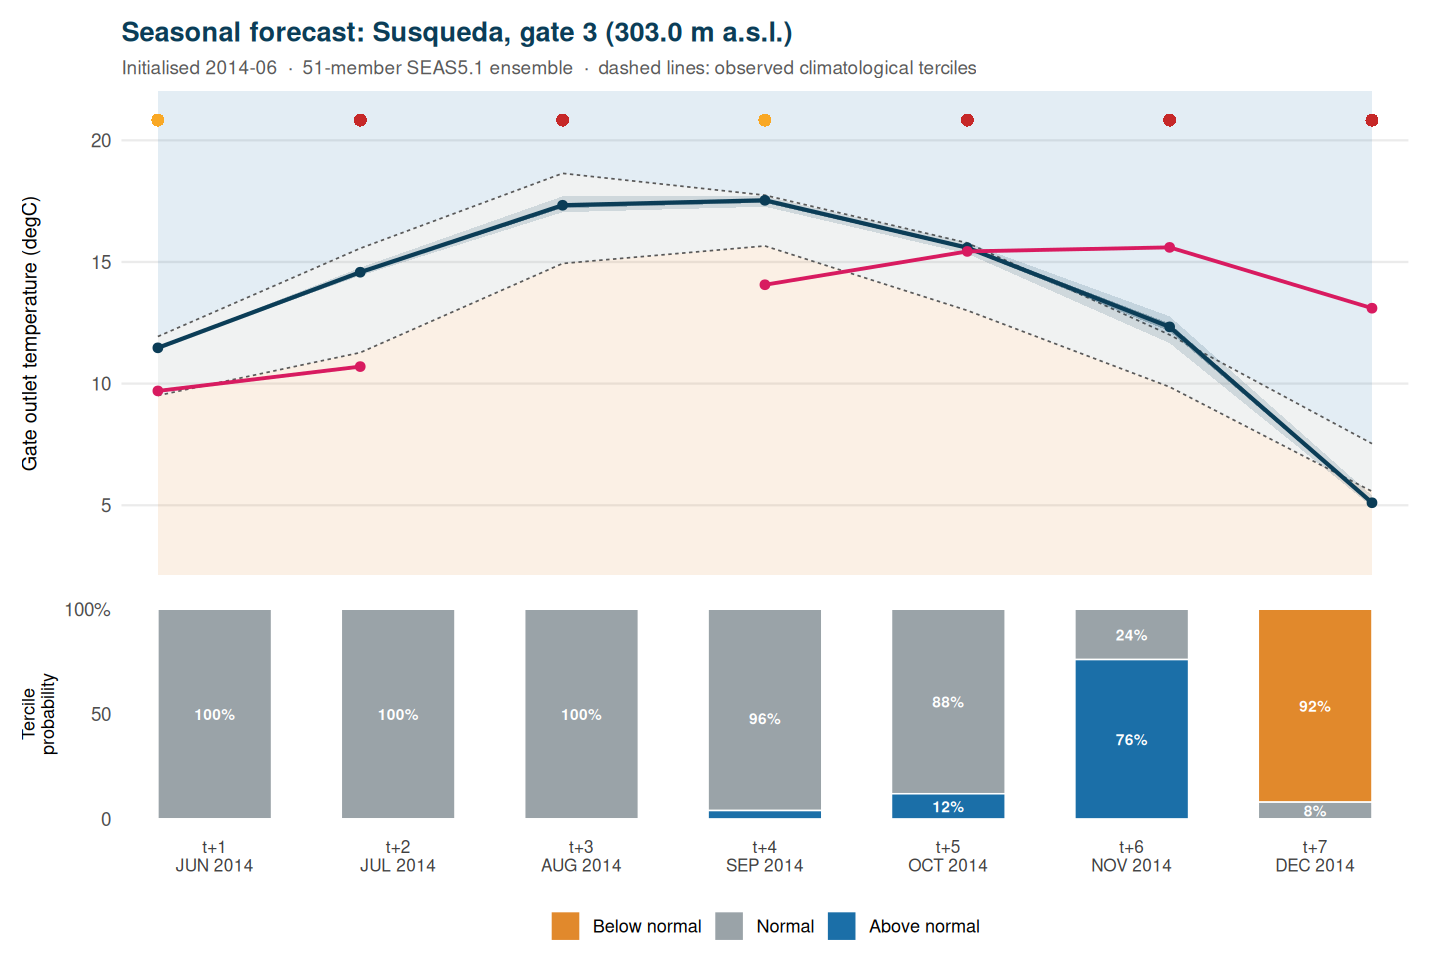 Seasonal forecast: Susqueda, gate 3 (303.0 m a.s.l.)
Initialised 2014-06 · 51-member SEAS5.1 ensemble · dashed lines: observed climatological terciles
Gate outlet temperature (degC)
20
15
10
5
Tercile
probability
100%
50
0
100%
100%
100%
96%
88%
12%
24%
76%
92%
8%
t+1
JUN 2014
t+2
JUL 2014
t+3
AUG 2014
t+4
SEP 2014
t+5
OCT 2014
t+6
NOV 2014
t+7
DEC 2014
Below normal
Normal
Above normal